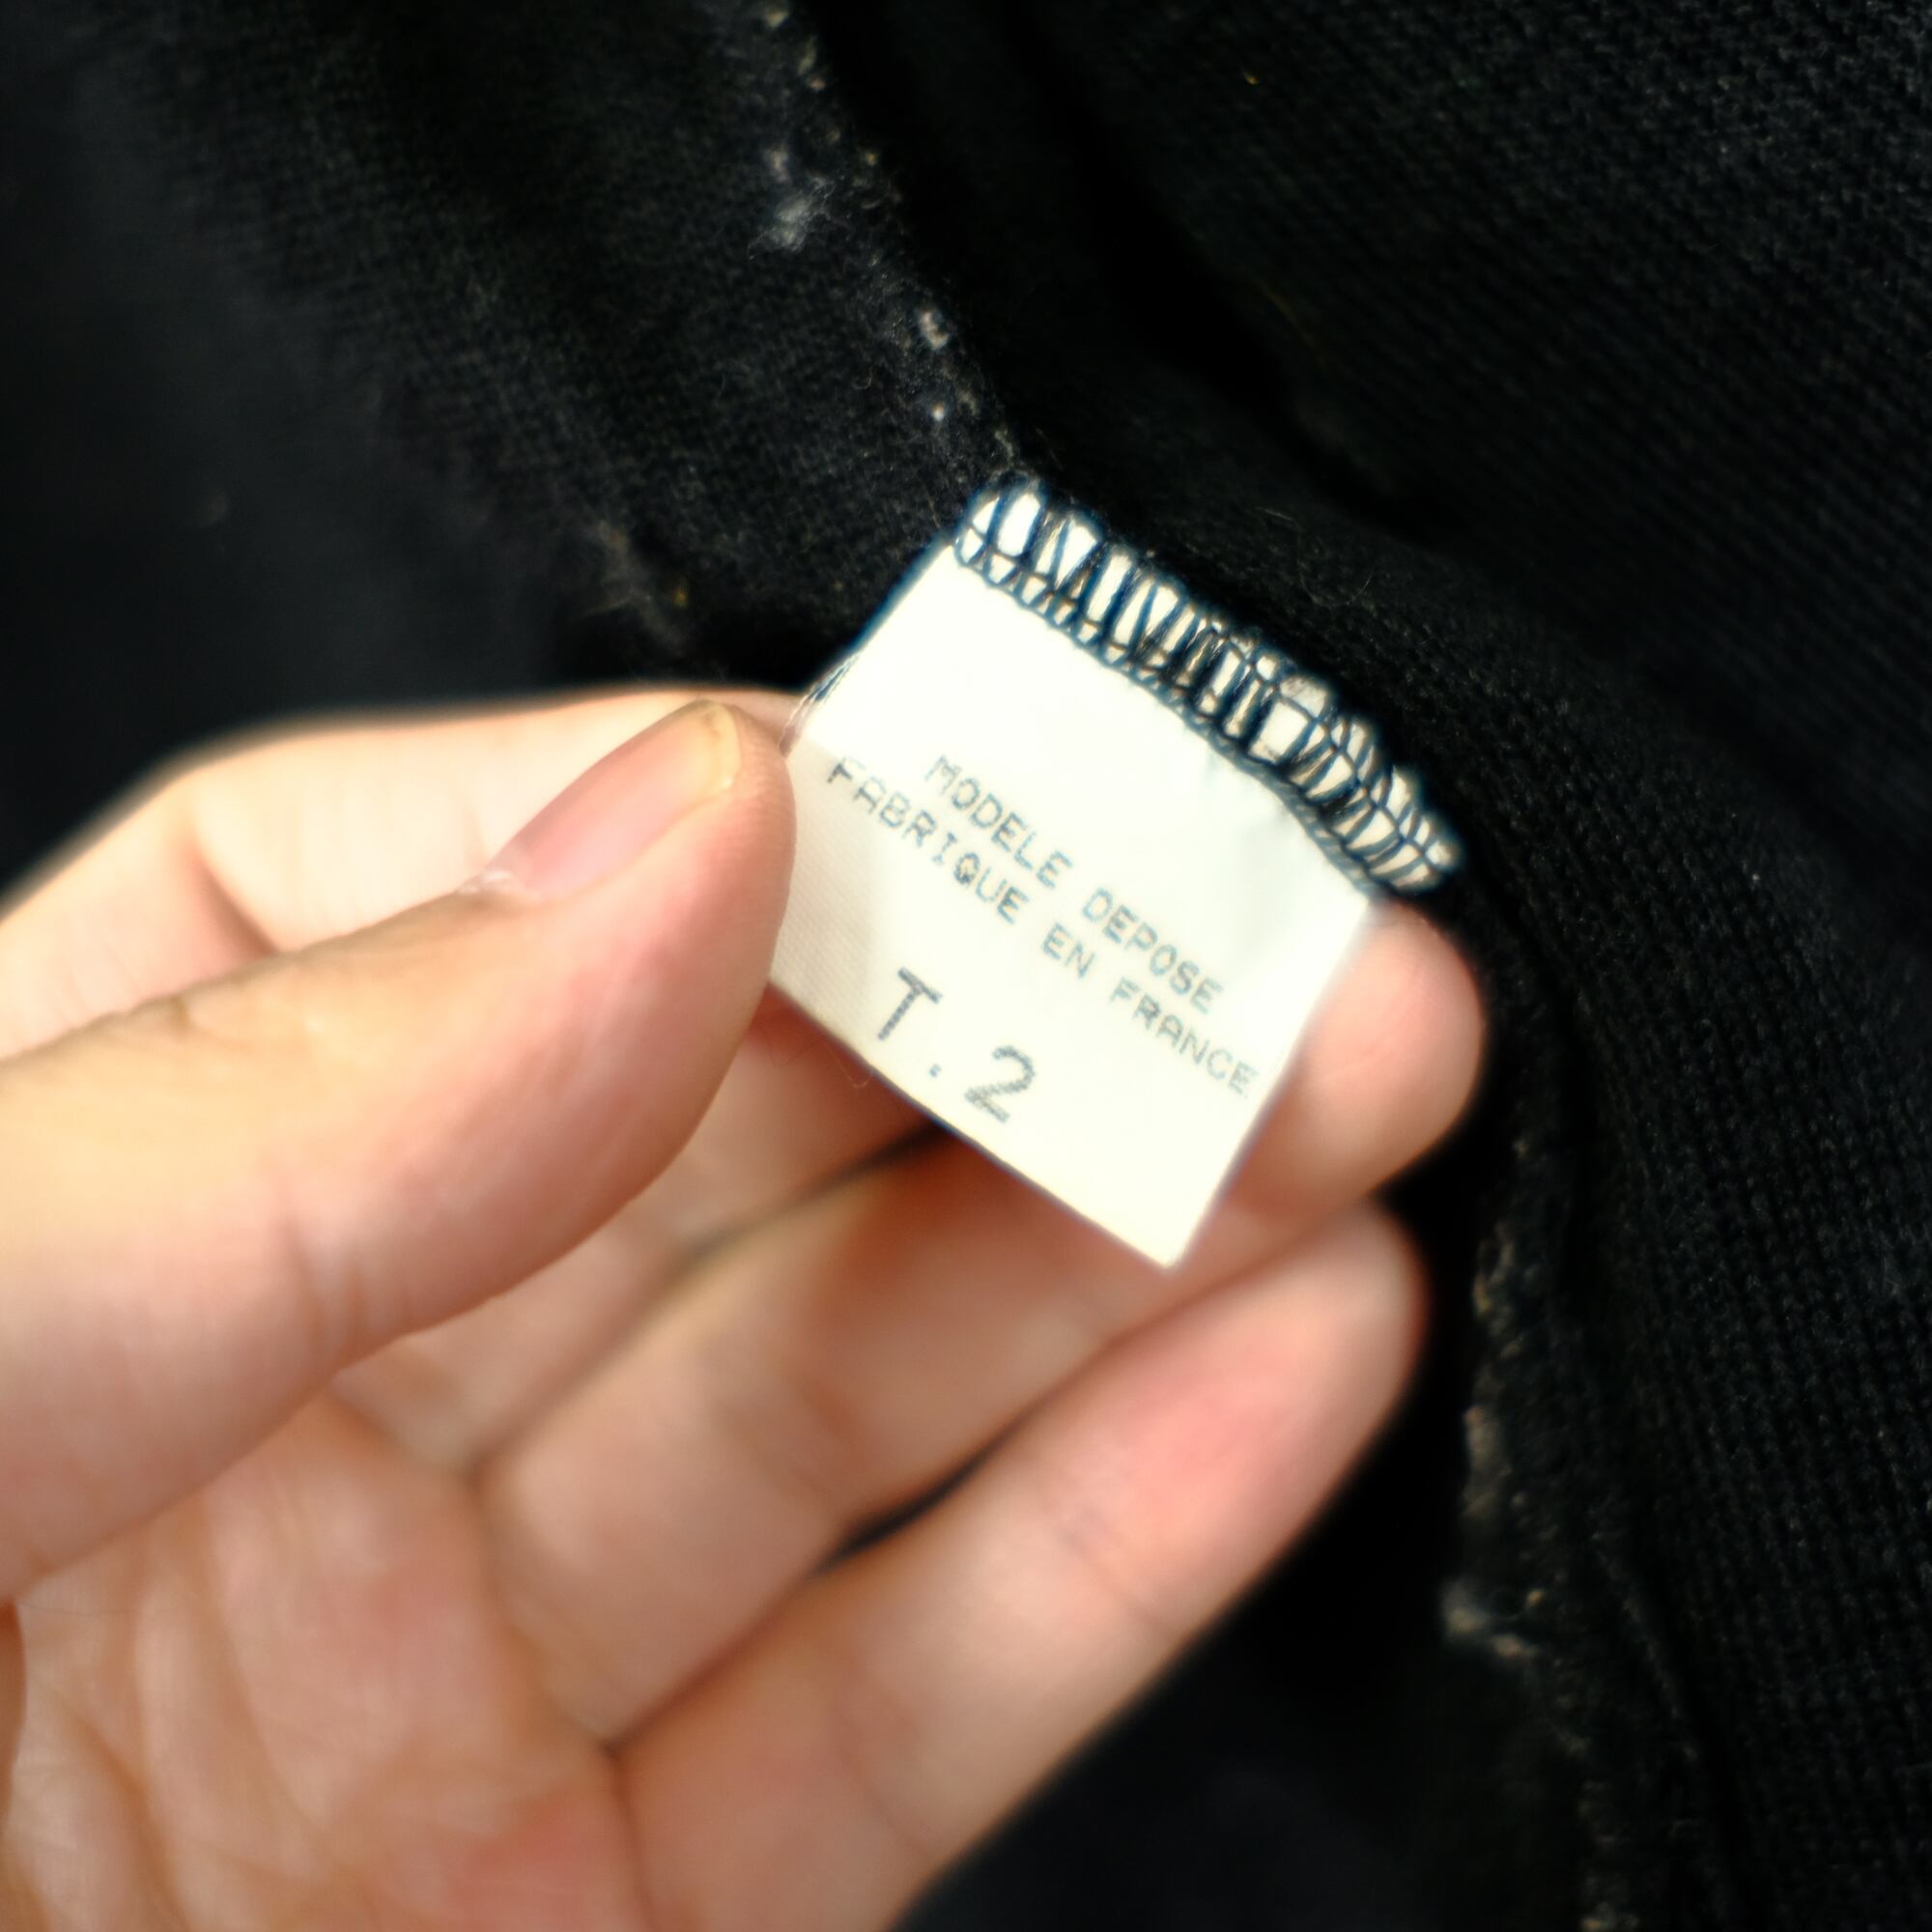 MODELE DEPOSE
FABRIQUE EN FRANCE
T.2